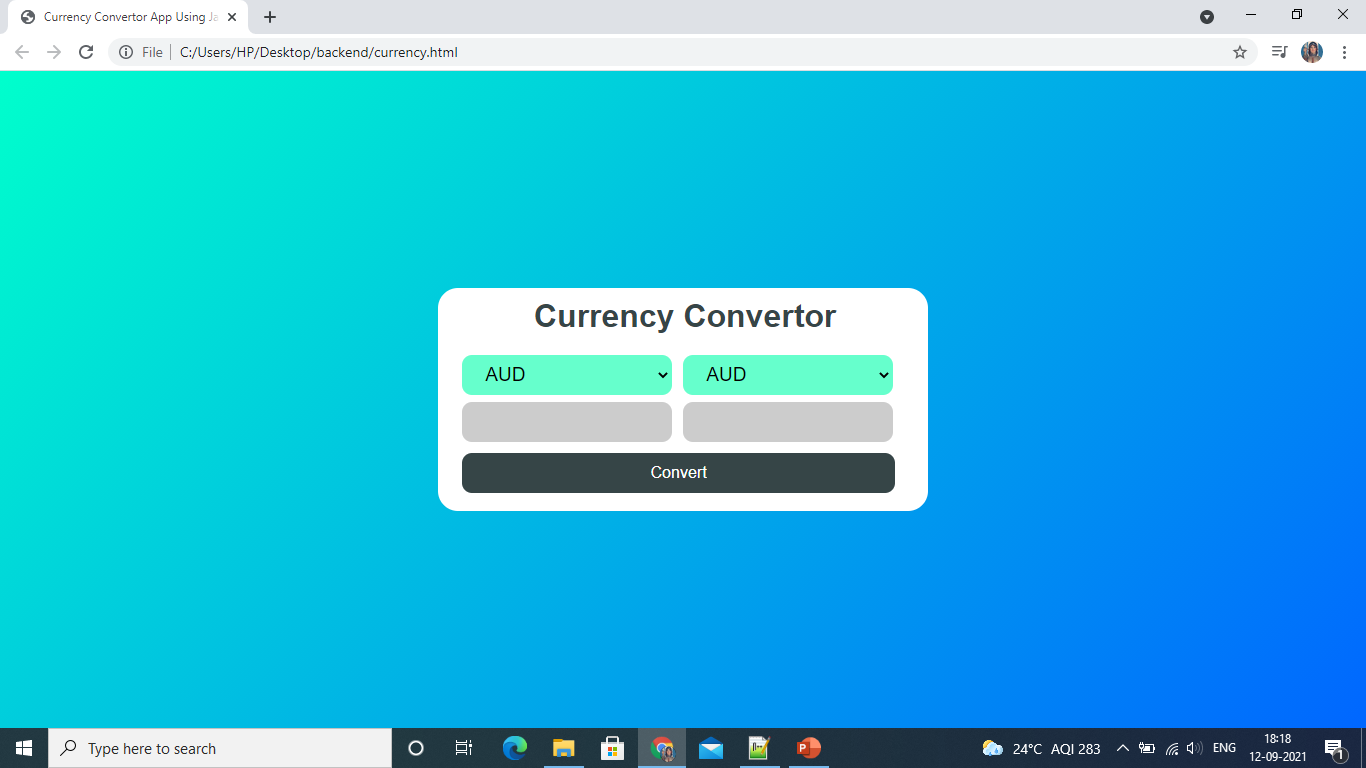 Currency Convertor App Using Ja
File C:/Users/HP/Desktop/backend/currency.html
Currency Convertor
AUD AUD
Convert
Type here to search
24°C AQI 283
ENG
18:18
12-09-2021
1